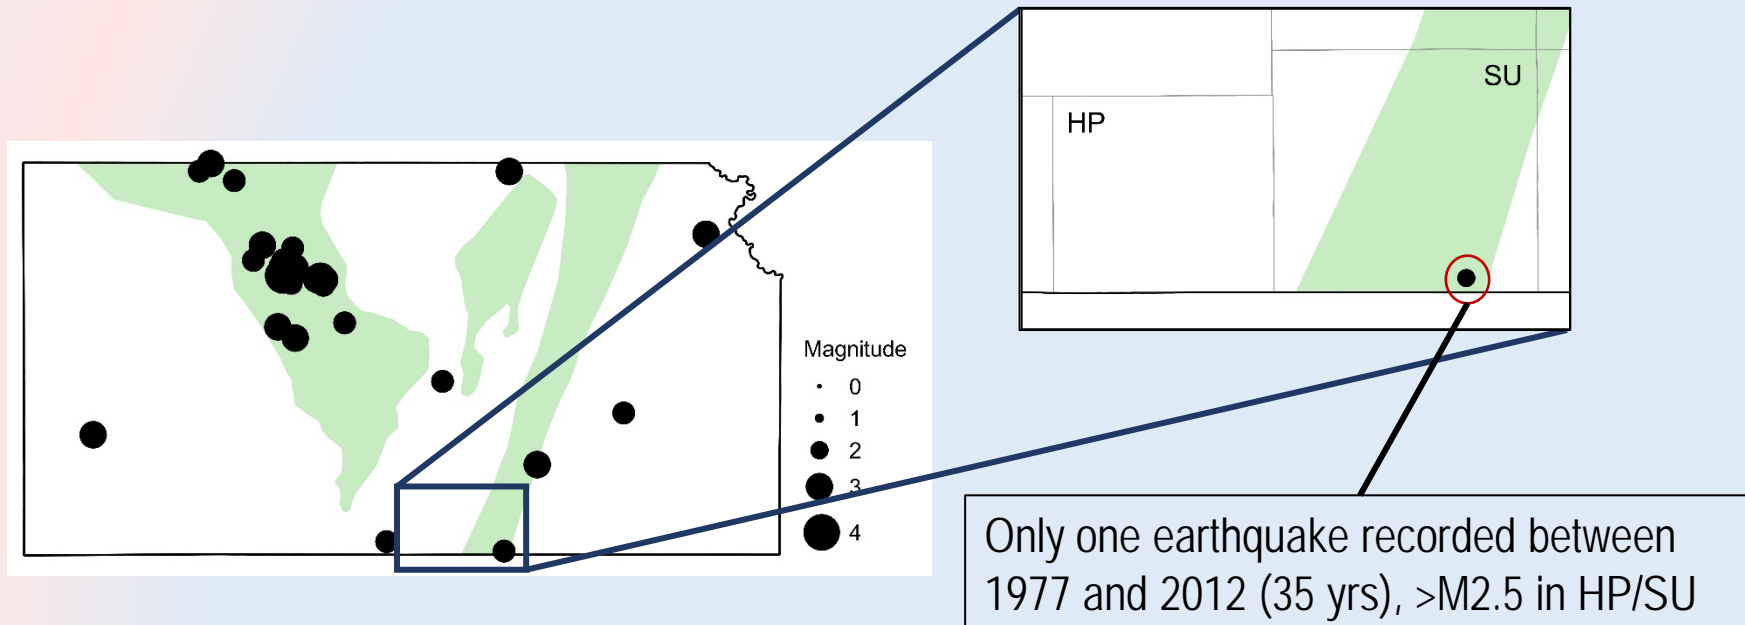 HP
SU
Magnitude
0
1
2
3
4
Only one earthquake recorded between
1977 and 2012 (35 yrs), >M2.5 in HP/SU